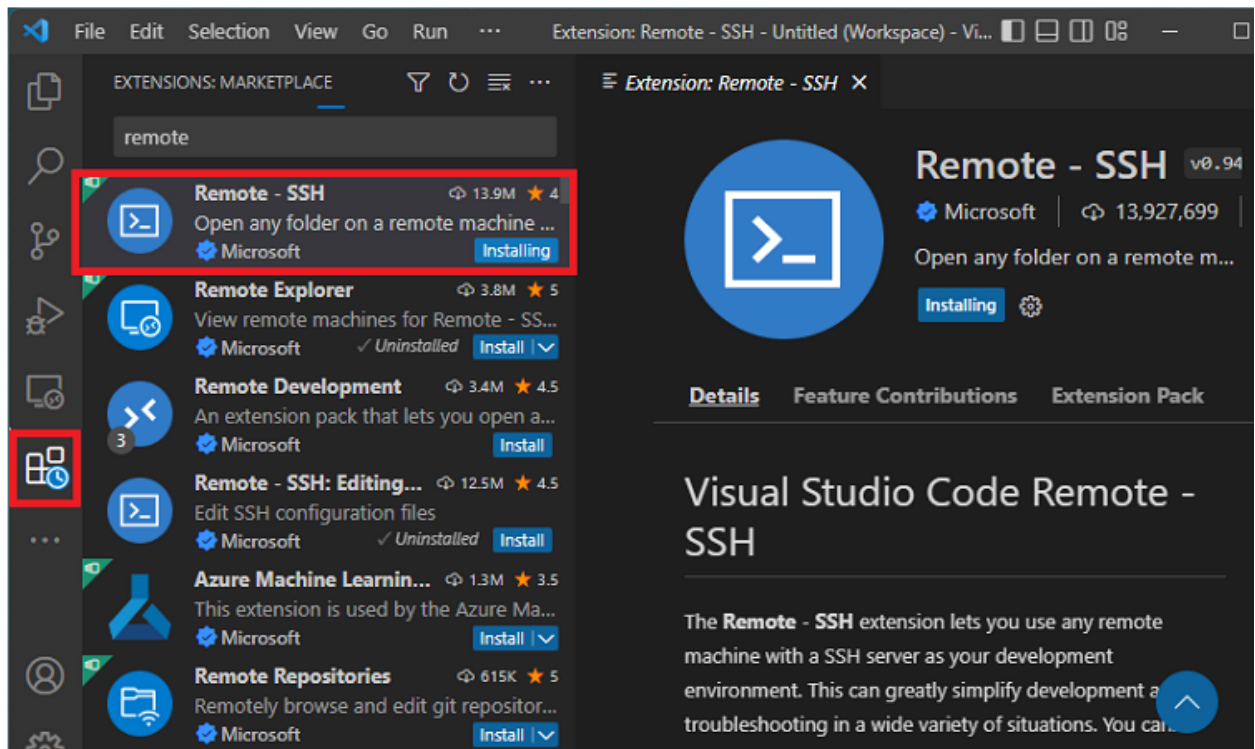 File Edit Selection View Go Run ··· Extension: Remote - SSH - Untitled (Workspace) - Vi...
EXTENSIONS: MARKETPLACE
remote
Remote - SSH 13.9M ★ 4
Open any folder on a remote machine ...
Microsoft Installing
Remote Explorer 3.8M ★ 5
View remote machines for Remote - SS...
Microsoft ✓ Uninstalled Install
Remote Development 3.4M ★ 4.5
An extension pack that lets you open a...
3 Microsoft Install
Remote - SSH: Editing... 12.5M ★ 4.5
Edit SSH configuration files
Microsoft ✓ Uninstalled Install
Azure Machine Learnin... 1.3M ★ 3.5
This extension is used by the Azure Ma...
Microsoft Install
Remote Repositories 615K ★ 5
Remotely browse and edit git repositor...
Microsoft Install
Extension: Remote - SSH ×
Remote - SSH v0.94
Microsoft 13,927,699
Open any folder on a remote m...
Installing
Details Feature Contributions Extension Pack
Visual Studio Code Remote -
SSH
The Remote - SSH extension lets you use any remote
machine with a SSH server as your development
environment. This can greatly simplify development a
troubleshooting in a wide variety of situations. You can